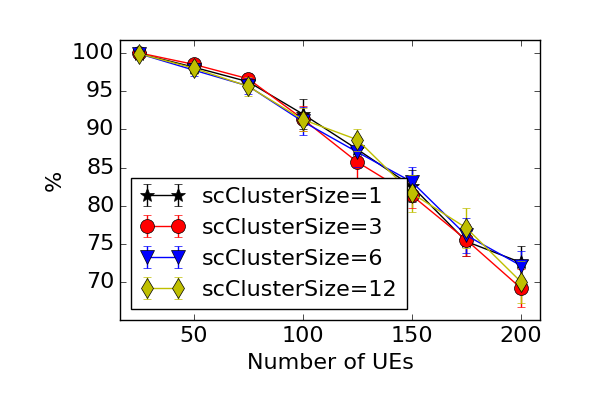 100
95
90
85
80
75
70
%
scClusterSize=1
scClusterSize=3
scClusterSize=6
scClusterSize=12
50 100 150 200
Number of UEs